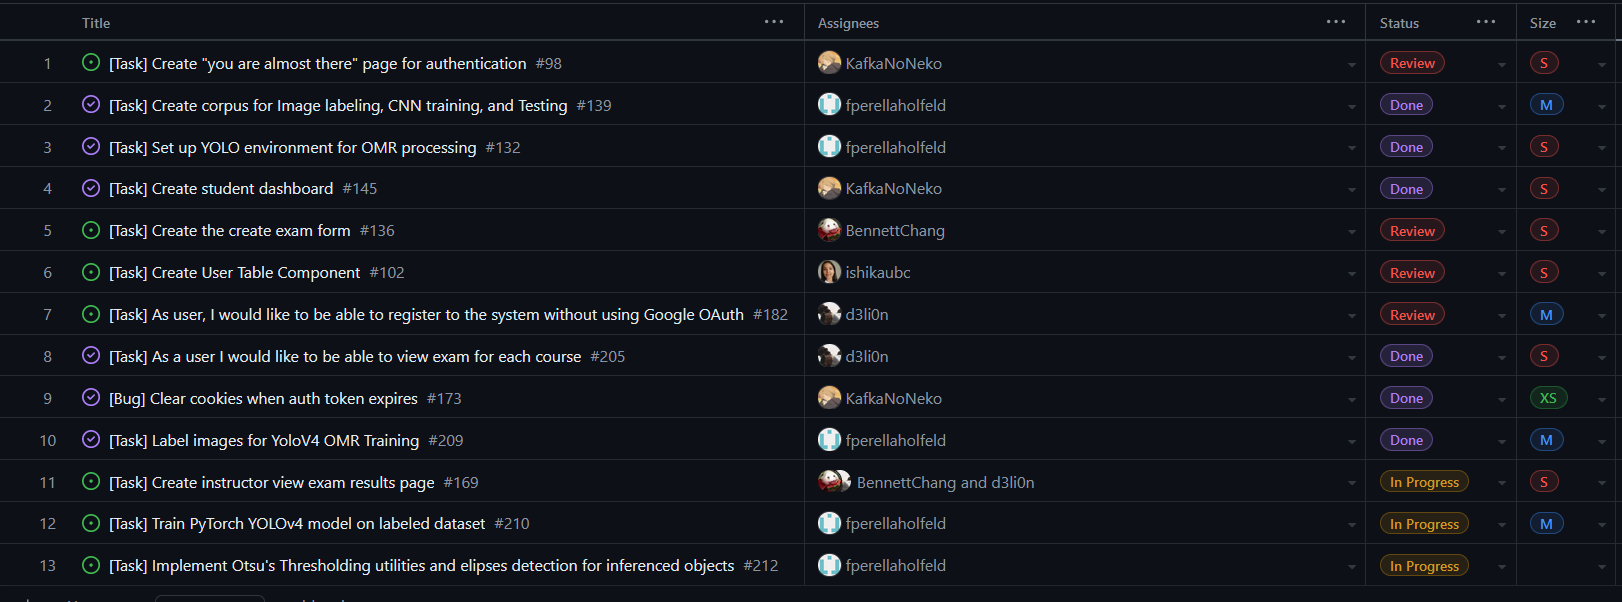 Title Assignees Status Size
1 [Task] Create "you are almost there" page for authentication #98 KafkaNoNeko Review S
2 [Task] Create corpus for Image labeling, CNN training, and Testing #139 fperellaholfeld Done M
3 [Task] Set up YOLO environment for OMR processing #132 fperellaholfeld Done S
4 [Task] Create student dashboard #145 KafkaNoNeko Done S
5 [Task] Create the create exam form #136 BennettChang Review S
6 [Task] Create User Table Component #102 ishikaubc Review S
7 [Task] As user, I would like to be able to register to the system without using Google OAuth #182 d3li0n Review M
8 [Task] As a user I would like to be able to view exam for each course #205 d3li0n Done S
9 [Bug] Clear cookies when auth token expires #173 KafkaNoNeko Done XS
10 [Task] Label images for YoloV4 OMR Training #209 fperellaholfeld Done M
11 [Task] Create instructor view exam results page #169 BennettChang and d3li0n In Progress S
12 [Task] Train PyTorch YOLOv4 model on labeled dataset #210 fperellaholfeld In Progress M
13 [Task] Implement Otsu's Thresholding utilities and elipses detection for inferenced objects #212 fperellaholfeld In Progress